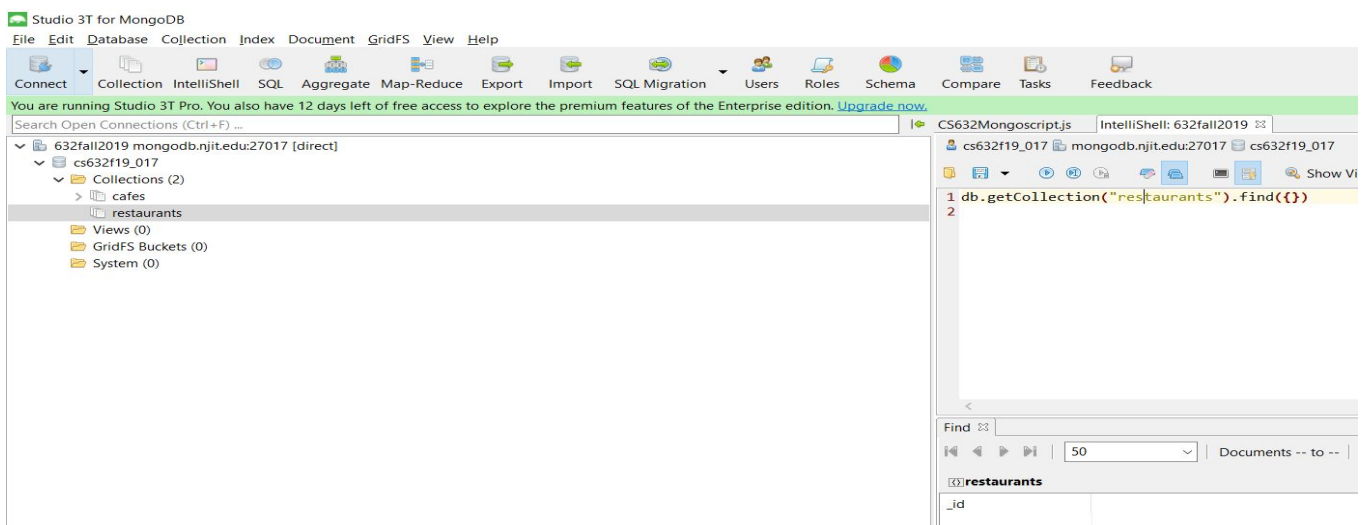 Studio 3T for MongoDB
File Edit Database Collection Index Document GridFS View Help
Connect Collection IntelliShell SQL Aggregate Map-Reduce Export Import SQL Migration Users Roles Schema Compare Tasks Feedback
You are running Studio 3T Pro. You also have 12 days left of free access to explore the premium features of the Enterprise edition. Upgrade now.
Search Open Connections (Ctrl+F) ...
632fall2019 mongodb.njit.edu:27017 [direct]
cs632f19_017
Collections (2)
cafes
restaurants
Views (0)
GridFS Buckets (0)
System (0)
CS632Mongoscript.js IntelliShell: 632fall2019
cs632f19_017 mongodb.njit.edu:27017 cs632f19_017
Show Vi
1 db.getCollection("restaurants").find({})
2
Find
50 Documents -- to --
restaurants
_id